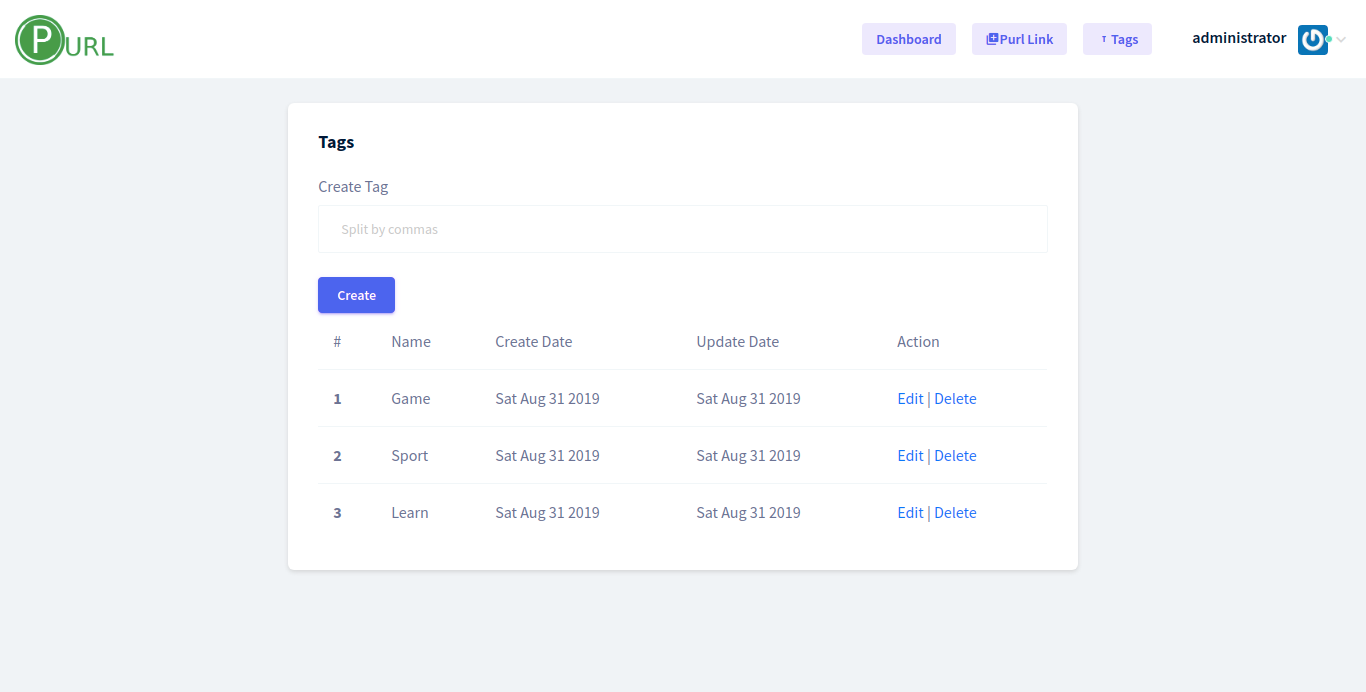 PURL Dashboard Purl Link T Tags administrator
Tags
Create Tag
Split by commas
Create
# Name Create Date Update Date Action
1 Game Sat Aug 31 2019 Sat Aug 31 2019 Edit | Delete
2 Sport Sat Aug 31 2019 Sat Aug 31 2019 Edit | Delete
3 Learn Sat Aug 31 2019 Sat Aug 31 2019 Edit | Delete